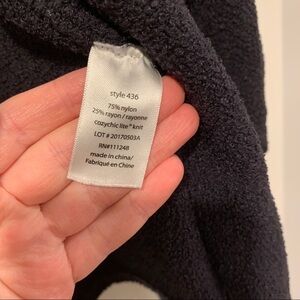 style 436
75% nylon
25% rayon / rayonne
cozychic lite® knit
LOT # 20170503A
RN#111248
made in china/
Fabriqué en Chine